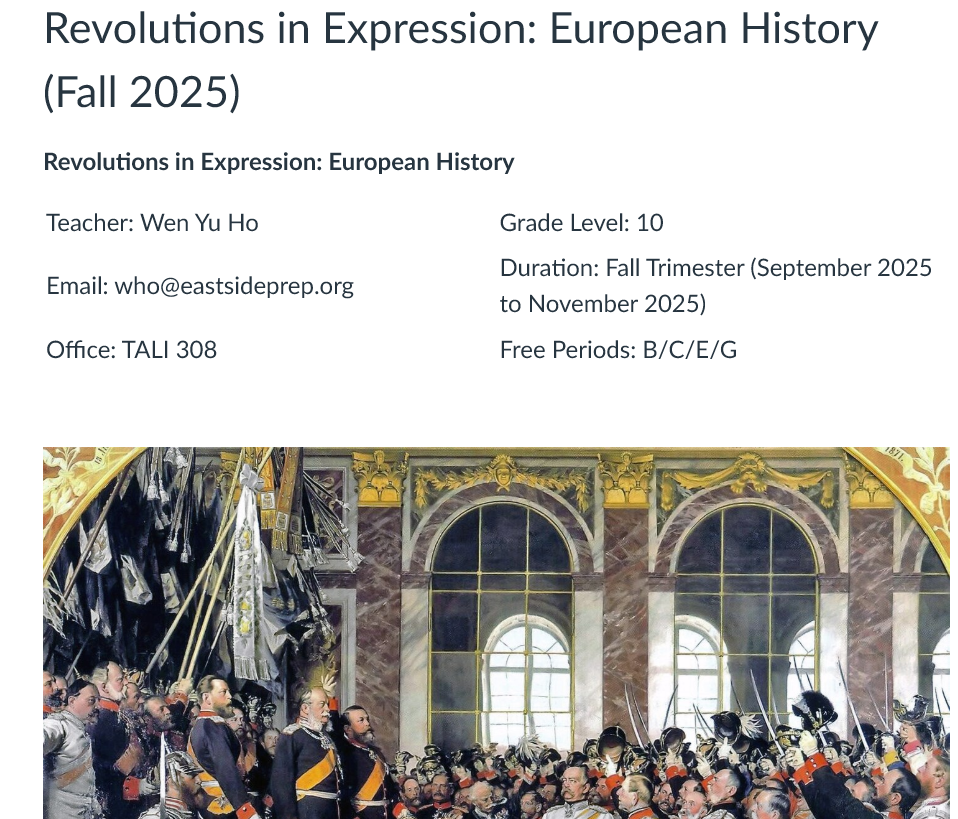 Revolutions in Expression: European History
(Fall 2025)
Revolutions in Expression: European History
Teacher: Wen Yu Ho
Grade Level: 10
Email: who@eastsideprep.org
Duration: Fall Trimester (September 2025
to November 2025)
Office: TALI 308
Free Periods: B/C/E/G
1871.